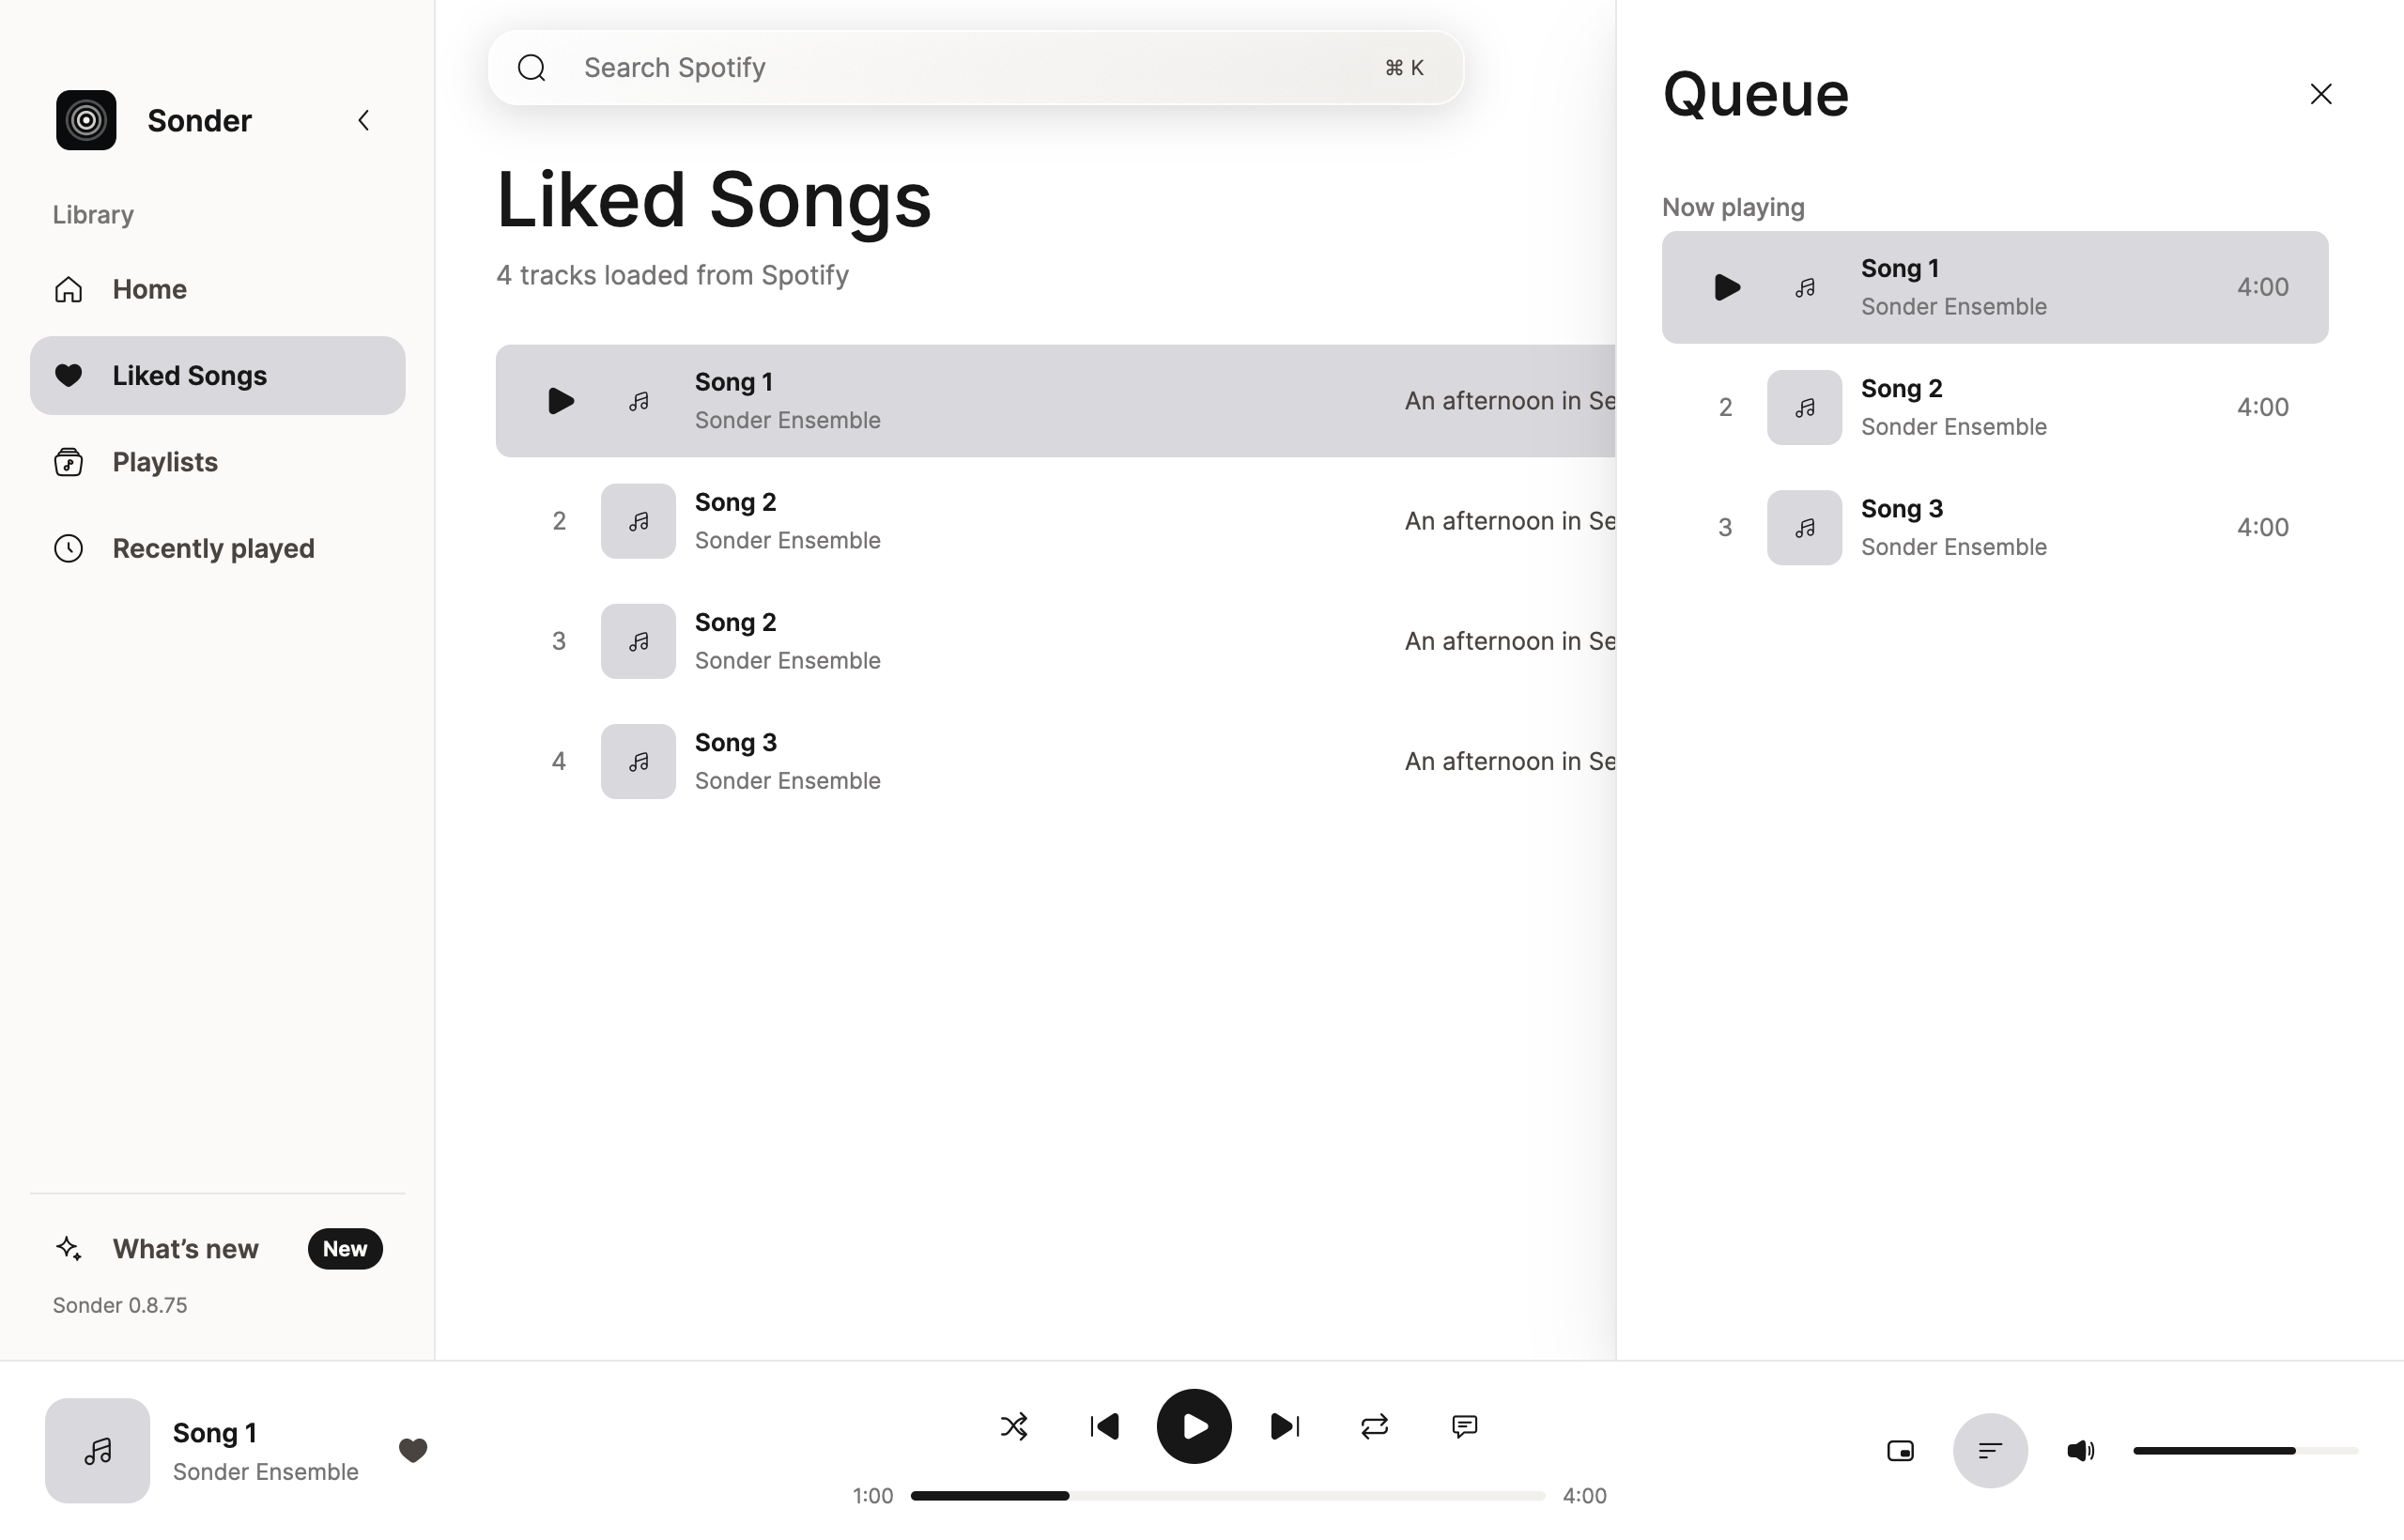 Sonder
Library
Home
Liked Songs
Playlists
Recently played
What’s new
New
Sonder 0.8.75
Search Spotify
⌘ K
Liked Songs
4 tracks loaded from Spotify
Song 1
Sonder Ensemble
An afternoon in Se
2
Song 2
Sonder Ensemble
An afternoon in Se
3
Song 2
Sonder Ensemble
An afternoon in Se
4
Song 3
Sonder Ensemble
An afternoon in Se
Queue
Now playing
Song 1
Sonder Ensemble
4:00
2
Song 2
Sonder Ensemble
4:00
3
Song 3
Sonder Ensemble
4:00
Song 1
Sonder Ensemble
1:00
4:00